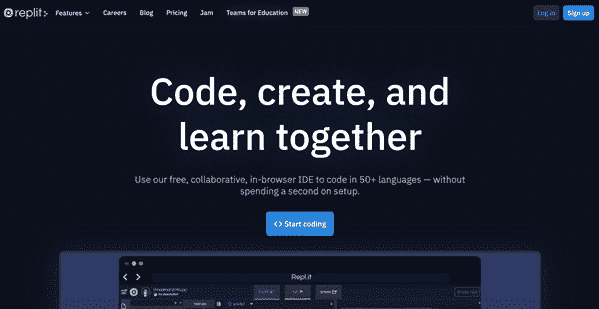 replit
Features
Careers
Blog
Pricing
Jam
Teams for Education
NEW
Log in
Sign up
Code, create, and
learn together
Use our free, collaborative, in-browser IDE to code in 50+ languages — without
spending a second on setup.
<> Start coding
Repl.it